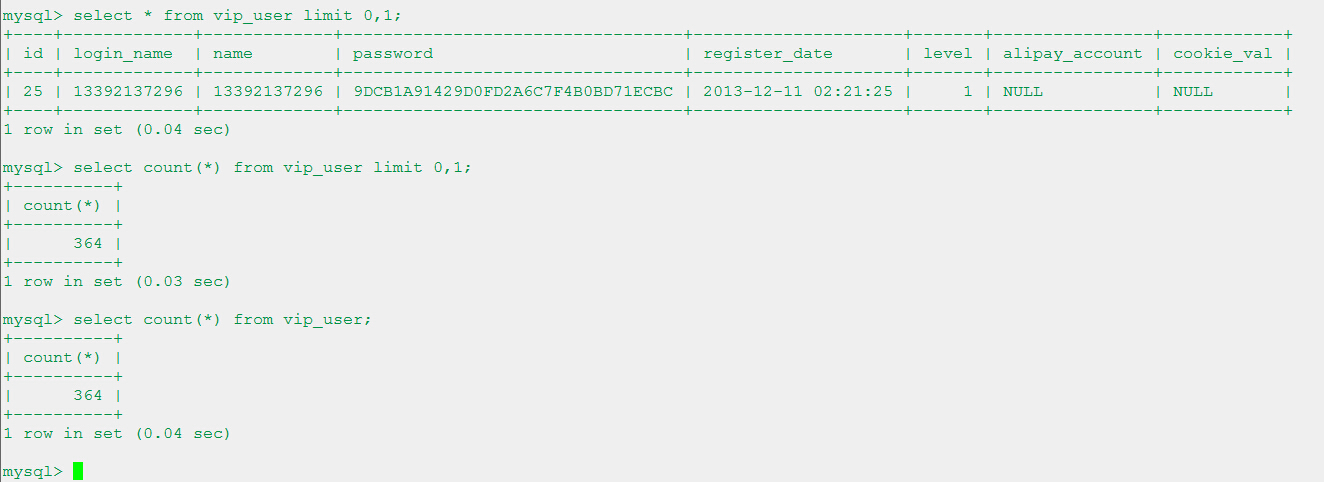 mysql> select * from vip_user limit 0,1;
+----+-------------+-------------+----------------------------------+---------------------+-------+----------------+------------+
| id | login_name  | name        | password                         | register_date       | level | alipay_account | cookie_val |
+----+-------------+-------------+----------------------------------+---------------------+-------+----------------+------------+
| 25 | 13392137296 | 13392137296 | 9DCB1A91429D0FD2A6C7F4B0BD71ECBC | 2013-12-11 02:21:25 |     1 | NULL           | NULL       |
+----+-------------+-------------+----------------------------------+---------------------+-------+----------------+------------+
1 row in set (0.04 sec)
mysql> select count(*) from vip_user limit 0,1;
+----------+
| count(*) |
+----------+
|      364 |
+----------+
1 row in set (0.03 sec)
mysql> select count(*) from vip_user;
+----------+
| count(*) |
+----------+
|      364 |
+----------+
1 row in set (0.04 sec)
mysql>